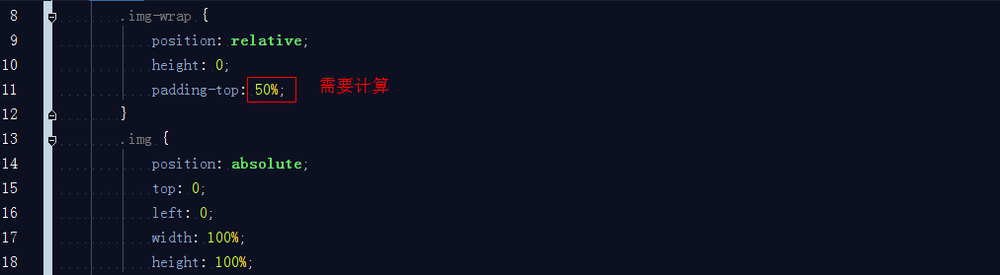 8 .img-wrap {
9 position: relative;
10 height: 0;
11 padding-top: 50%; 需要计算
12 }
13 .img {
14 position: absolute;
15 top: 0;
16 left: 0;
17 width: 100%;
18 height: 100%;